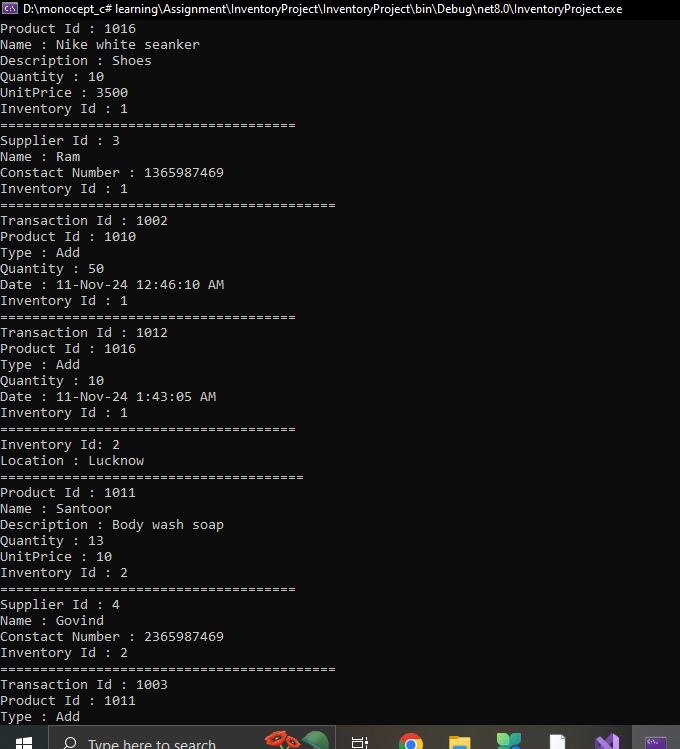 D:\monocept_c# learning\Assignment\InventoryProject\InventoryProject\bin\Debug\net8.0\InventoryProject.exe
Product Id : 1016
Name : Nike white seanker
Description : Shoes
Quantity : 10
UnitPrice : 3500
Inventory Id : 1
=====================================
Supplier Id : 3
Name : Ram
Constact Number : 1365987469
Inventory Id : 1
==========================================
Transaction Id : 1002
Product Id : 1010
Type : Add
Quantity : 50
Date : 11-Nov-24 12:46:10 AM
Inventory Id : 1
=====================================
Transaction Id : 1012
Product Id : 1016
Type : Add
Quantity : 10
Date : 11-Nov-24 1:43:05 AM
Inventory Id : 1
=====================================
Inventory Id: 2
Location : Lucknow
======================================
Product Id : 1011
Name : Santoor
Description : Body wash soap
Quantity : 13
UnitPrice : 10
Inventory Id : 2
=====================================
Supplier Id : 4
Name : Govind
Constact Number : 2365987469
Inventory Id : 2
==========================================
Transaction Id : 1003
Product Id : 1011
Type : Add
Type here to search